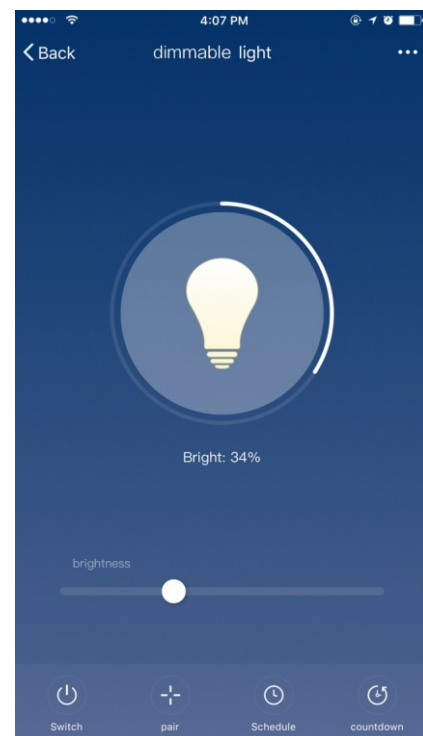 4:07 PM
Back dimmable light
Bright: 34%
brightness
Switch pair Schedule countdown